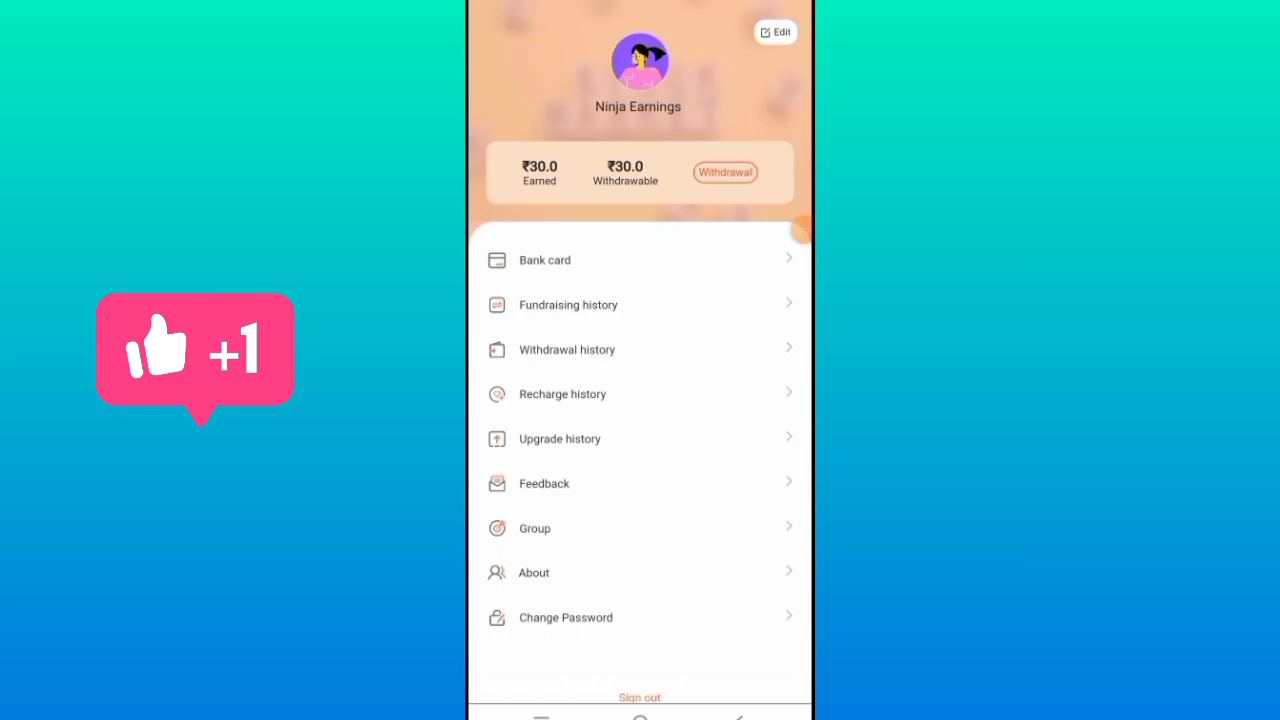 Edit
Ninja Earnings
₹30.0 ₹30.0 Withdrawal
Earned Withdrawable
Bank card
Fundraising history
Withdrawal history
Recharge history
Upgrade history
Feedback
Group
About
Change Password
Sign out
+1